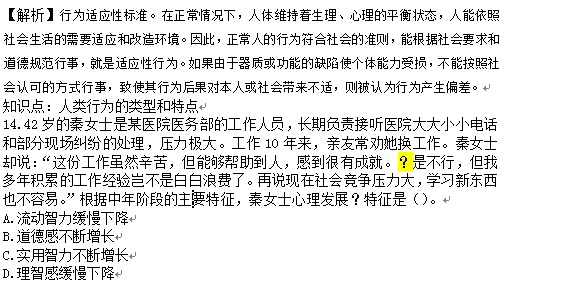 【解析】行为适应性标准。在正常情况下，人体维持着生理、心理的平衡状态，人能依照
社会生活的需要适应和改造环境。因此，正常人的行为符合社会的准则，能根据社会要求和
道德规范行事，就是适应性行为。如果由于器质或功能的缺陷使个体能力受损，不能按照社
会认可的方式行事，致使其行为后果对本人或社会带来不适，则被认为行为产生偏差。
知识点：人类行为的类型和特点
14.42 岁的秦女士是某医院医务部的工作人员，长期负责接听医院大大小小电话
和部分现场纠纷的处理，压力极大。工作 10 年来，亲友常劝她换工作。秦女士
却说：“这份工作虽然辛苦，但能够帮助到人，感到很有成就。？是不行，但我
多年积累的工作经验岂不是白白浪费了。再说现在社会竞争压力大，学习新东西
也不容易。”根据中年阶段的主要特征，秦女士心理发展？特征是（）。
A.流动智力缓慢下降
B.道德感不断增长
C.实用智力不断增长
D.理智感缓慢下降